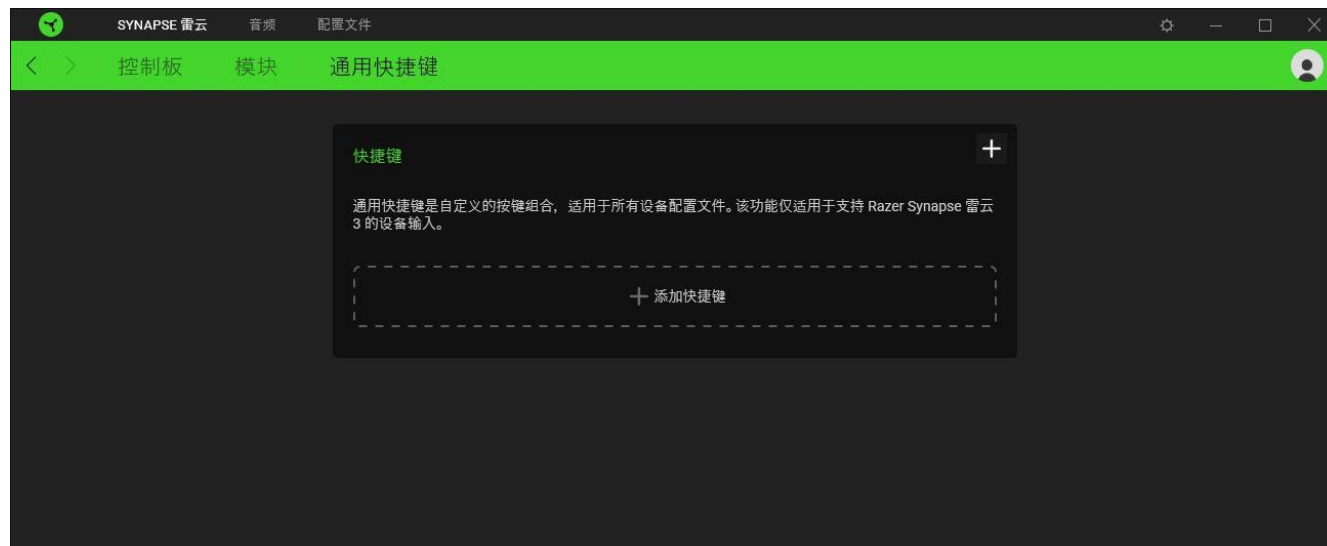 SYNAPSE 雷云 音频 配置文件
控制板 模块 通用快捷键
快捷键
通用快捷键是自定义的按键组合，适用于所有设备配置文件。该功能仅适用于支持 Razer Synapse 雷云
3 的设备输入。
添加快捷键